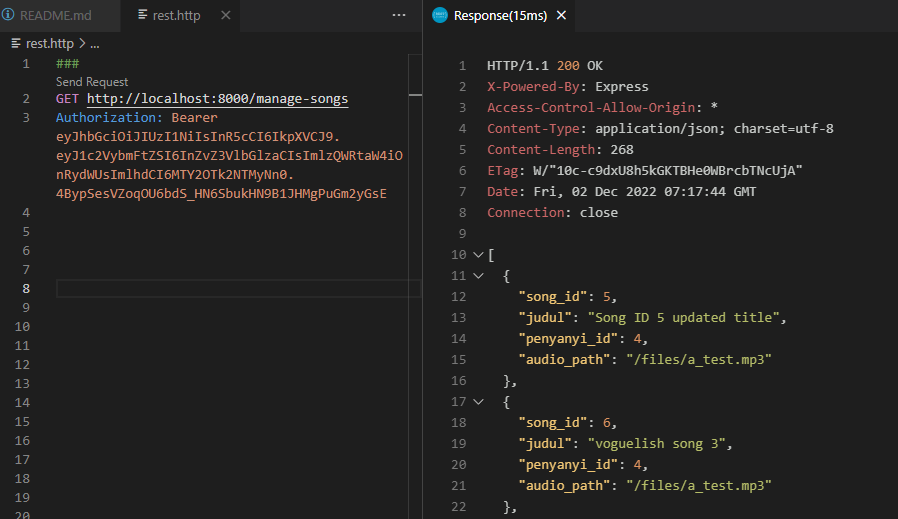 README.md
rest.http
rest.http > ...
1 ###
Send Request
2 GET http://localhost:8000/manage-songs
3 Authorization: Bearer
eyJhbGciOiJIUzI1NiIsInR5cCI6IkpXVCJ9.
eyJ1c2VybmFtZSI6InZvZ3VlbGlzaCIsImlzQWRtaW4iO
nRydWUsImlhdCI6MTY2OTk2NTMyNn0.
4BypSesVZoqOU6bdS_HN6SbukHN9B1JHMgPuGm2yGsE
4
5
6
7
8
9
10
11
12
13
14
15
16
17
18
19
20
Response(15ms)
1 HTTP/1.1 200 OK
2 X-Powered-By: Express
3 Access-Control-Allow-Origin: *
4 Content-Type: application/json; charset=utf-8
5 Content-Length: 268
6 ETag: W/"10c-c9dxU8h5kGKTBHe0WBrcbTNcUjA"
7 Date: Fri, 02 Dec 2022 07:17:44 GMT
8 Connection: close
9
10 [
11 {
12 "song_id": 5,
13 "judul": "Song ID 5 updated title",
14 "penyanyi_id": 4,
15 "audio_path": "/files/a_test.mp3"
16 },
17 {
18 "song_id": 6,
19 "judul": "voguelish song 3",
20 "penyanyi_id": 4,
21 "audio_path": "/files/a_test.mp3"
22 },